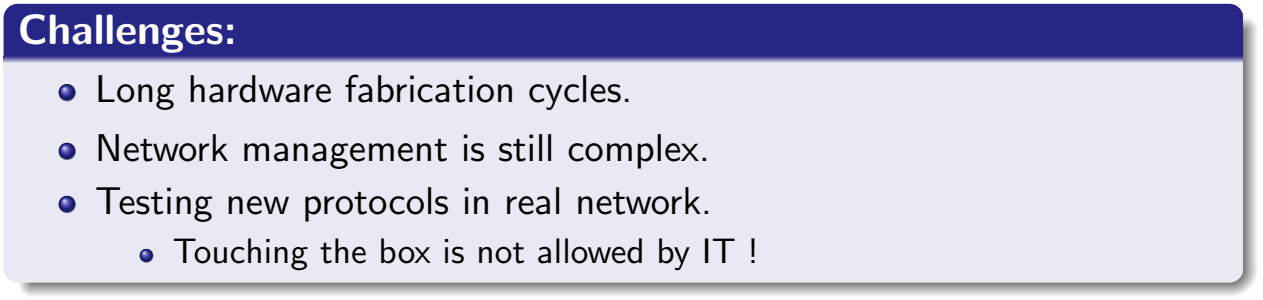 Challenges:
Long hardware fabrication cycles.
Network management is still complex.
Testing new protocols in real network.
Touching the box is not allowed by IT !